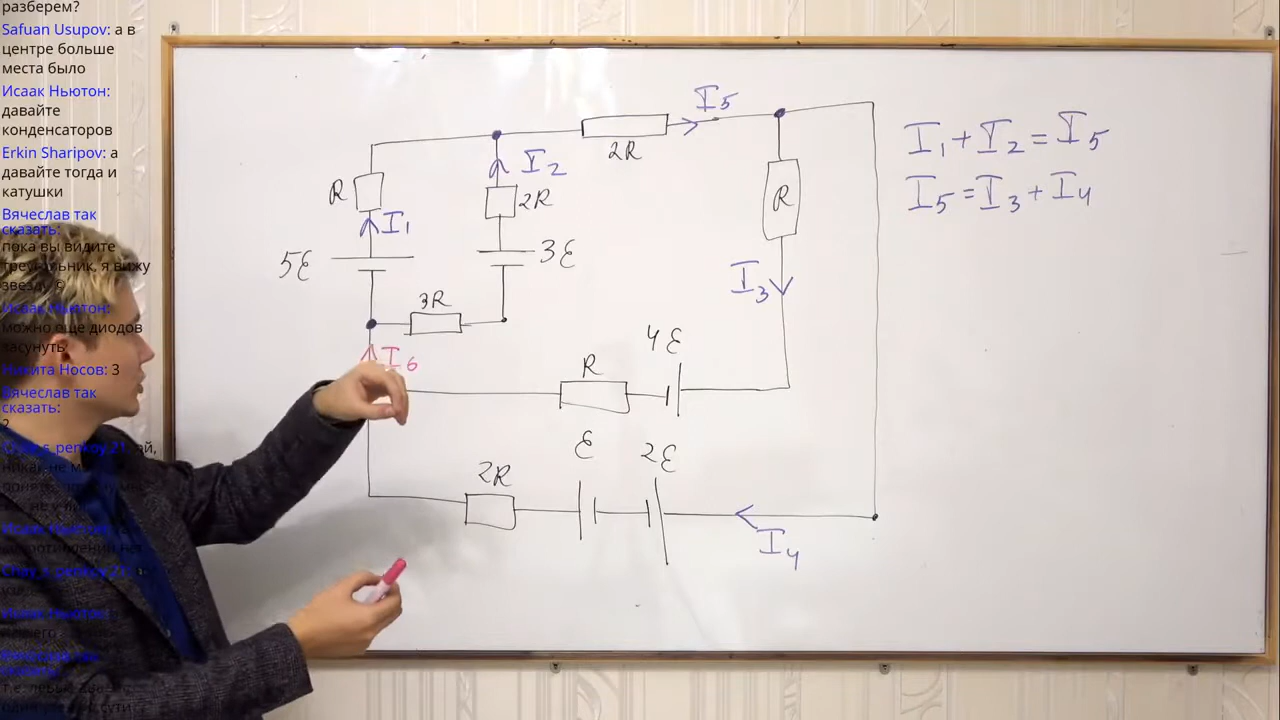 разберем?
Safuan Usupov: а в
центре больше
места было
Исаак Ньютон:
давайте
конденсаторов
Erkin Sharipov: а
давайте тогда и
катушки
Вячеслав так
сказать:
пока вы видите
треугольник, я вижу
звезду ©
Исаак Ньютон:
можно еще диодов
засунуть
Никита Носов: 3
Вячеслав так
сказать:
2
I5
2R
I1 + I2 = I5
I5 = I3 + I4
R
I2
2R
R
I1
5ε
3ε
3R
I3
I6
R
4ε
ε
2ε
2R
I4